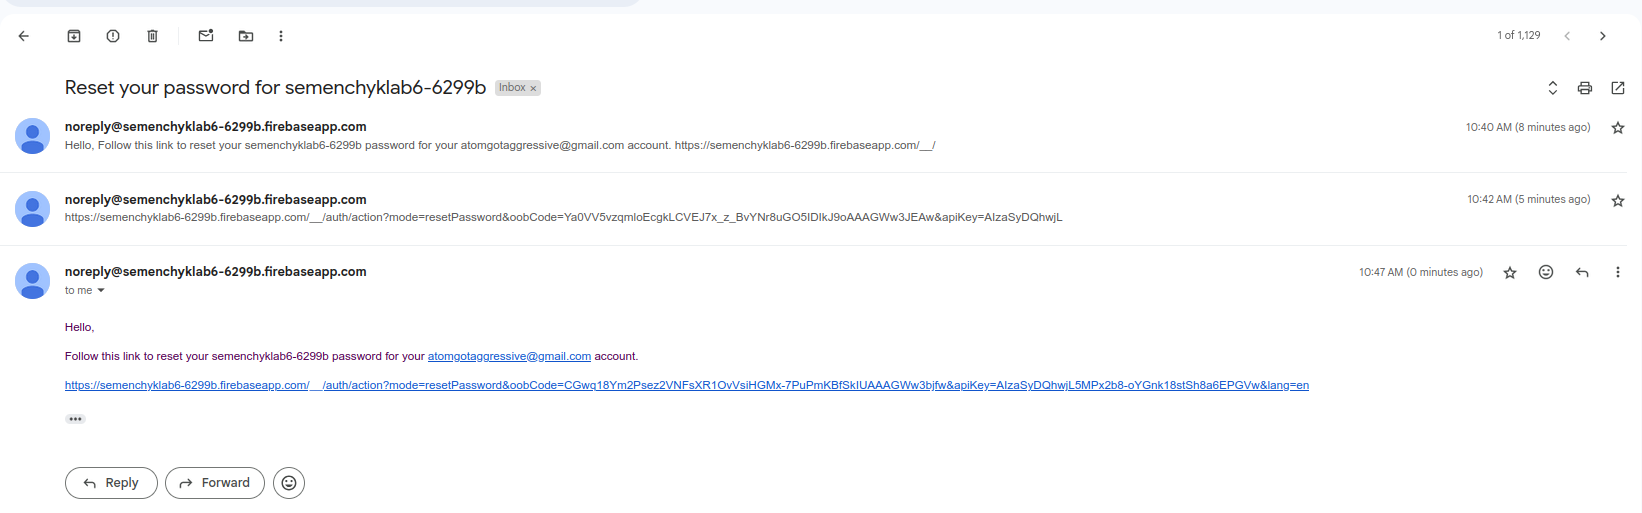 1 of 1,129
Reset your password for semenchyklab6-6299b Inbox ×
noreply@semenchyklab6-6299b.firebaseapp.com 10:40 AM (8 minutes ago)
Hello, Follow this link to reset your semenchyklab6-6299b password for your atomgotaggressive@gmail.com account. https://semenchyklab6-6299b.firebaseapp.com/__/
noreply@semenchyklab6-6299b.firebaseapp.com 10:42 AM (5 minutes ago)
https://semenchyklab6-6299b.firebaseapp.com/__/auth/action?mode=resetPassword&oobCode=Ya0VV5vzqmloEcgkLCVEJ7x_z_BvYNr8uGO5IDIkJ9oAAAGWw3JEAw&apiKey=AIzaSyDQhwjL
noreply@semenchyklab6-6299b.firebaseapp.com 10:47 AM (0 minutes ago)
to me
Hello,
Follow this link to reset your semenchyklab6-6299b password for your atomgotaggressive@gmail.com account.
https://semenchyklab6-6299b.firebaseapp.com/__/auth/action?mode=resetPassword&oobCode=CGwq18Ym2Psez2VNFsXR1OvVsiHGMx-7PuPmKBfSkIUAAAGWw3bjfw&apiKey=AIzaSyDQhwjL5MPx2b8-oYGnk18stSh8a6EPGVw&lang=en
Reply Forward